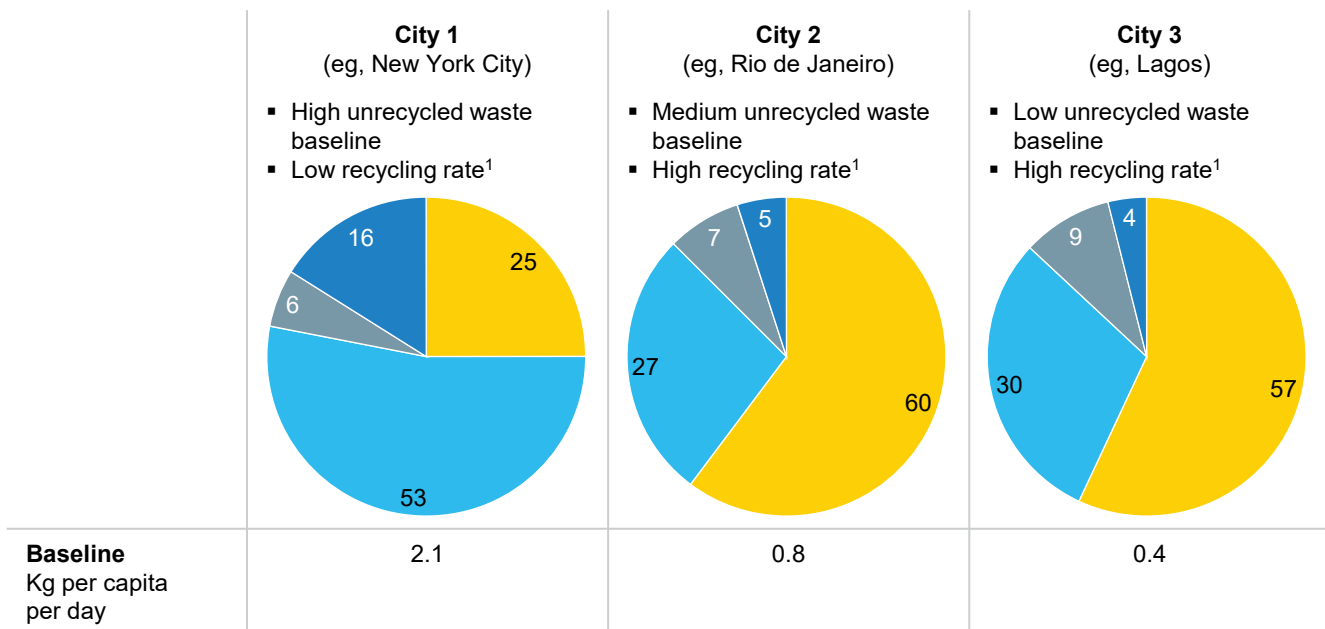 City 1
(eg, New York City)
▪ High unrecycled waste
baseline
▪ Low recycling rate1
16
25
6
53
City 2
(eg, Rio de Janeiro)
▪ Medium unrecycled waste
baseline
▪ High recycling rate1
5
7
27
60
City 3
(eg, Lagos)
▪ Low unrecycled waste
baseline
▪ High recycling rate1
4
9
30
57
Baseline
Kg per capita
per day
2.1
0.8
0.4